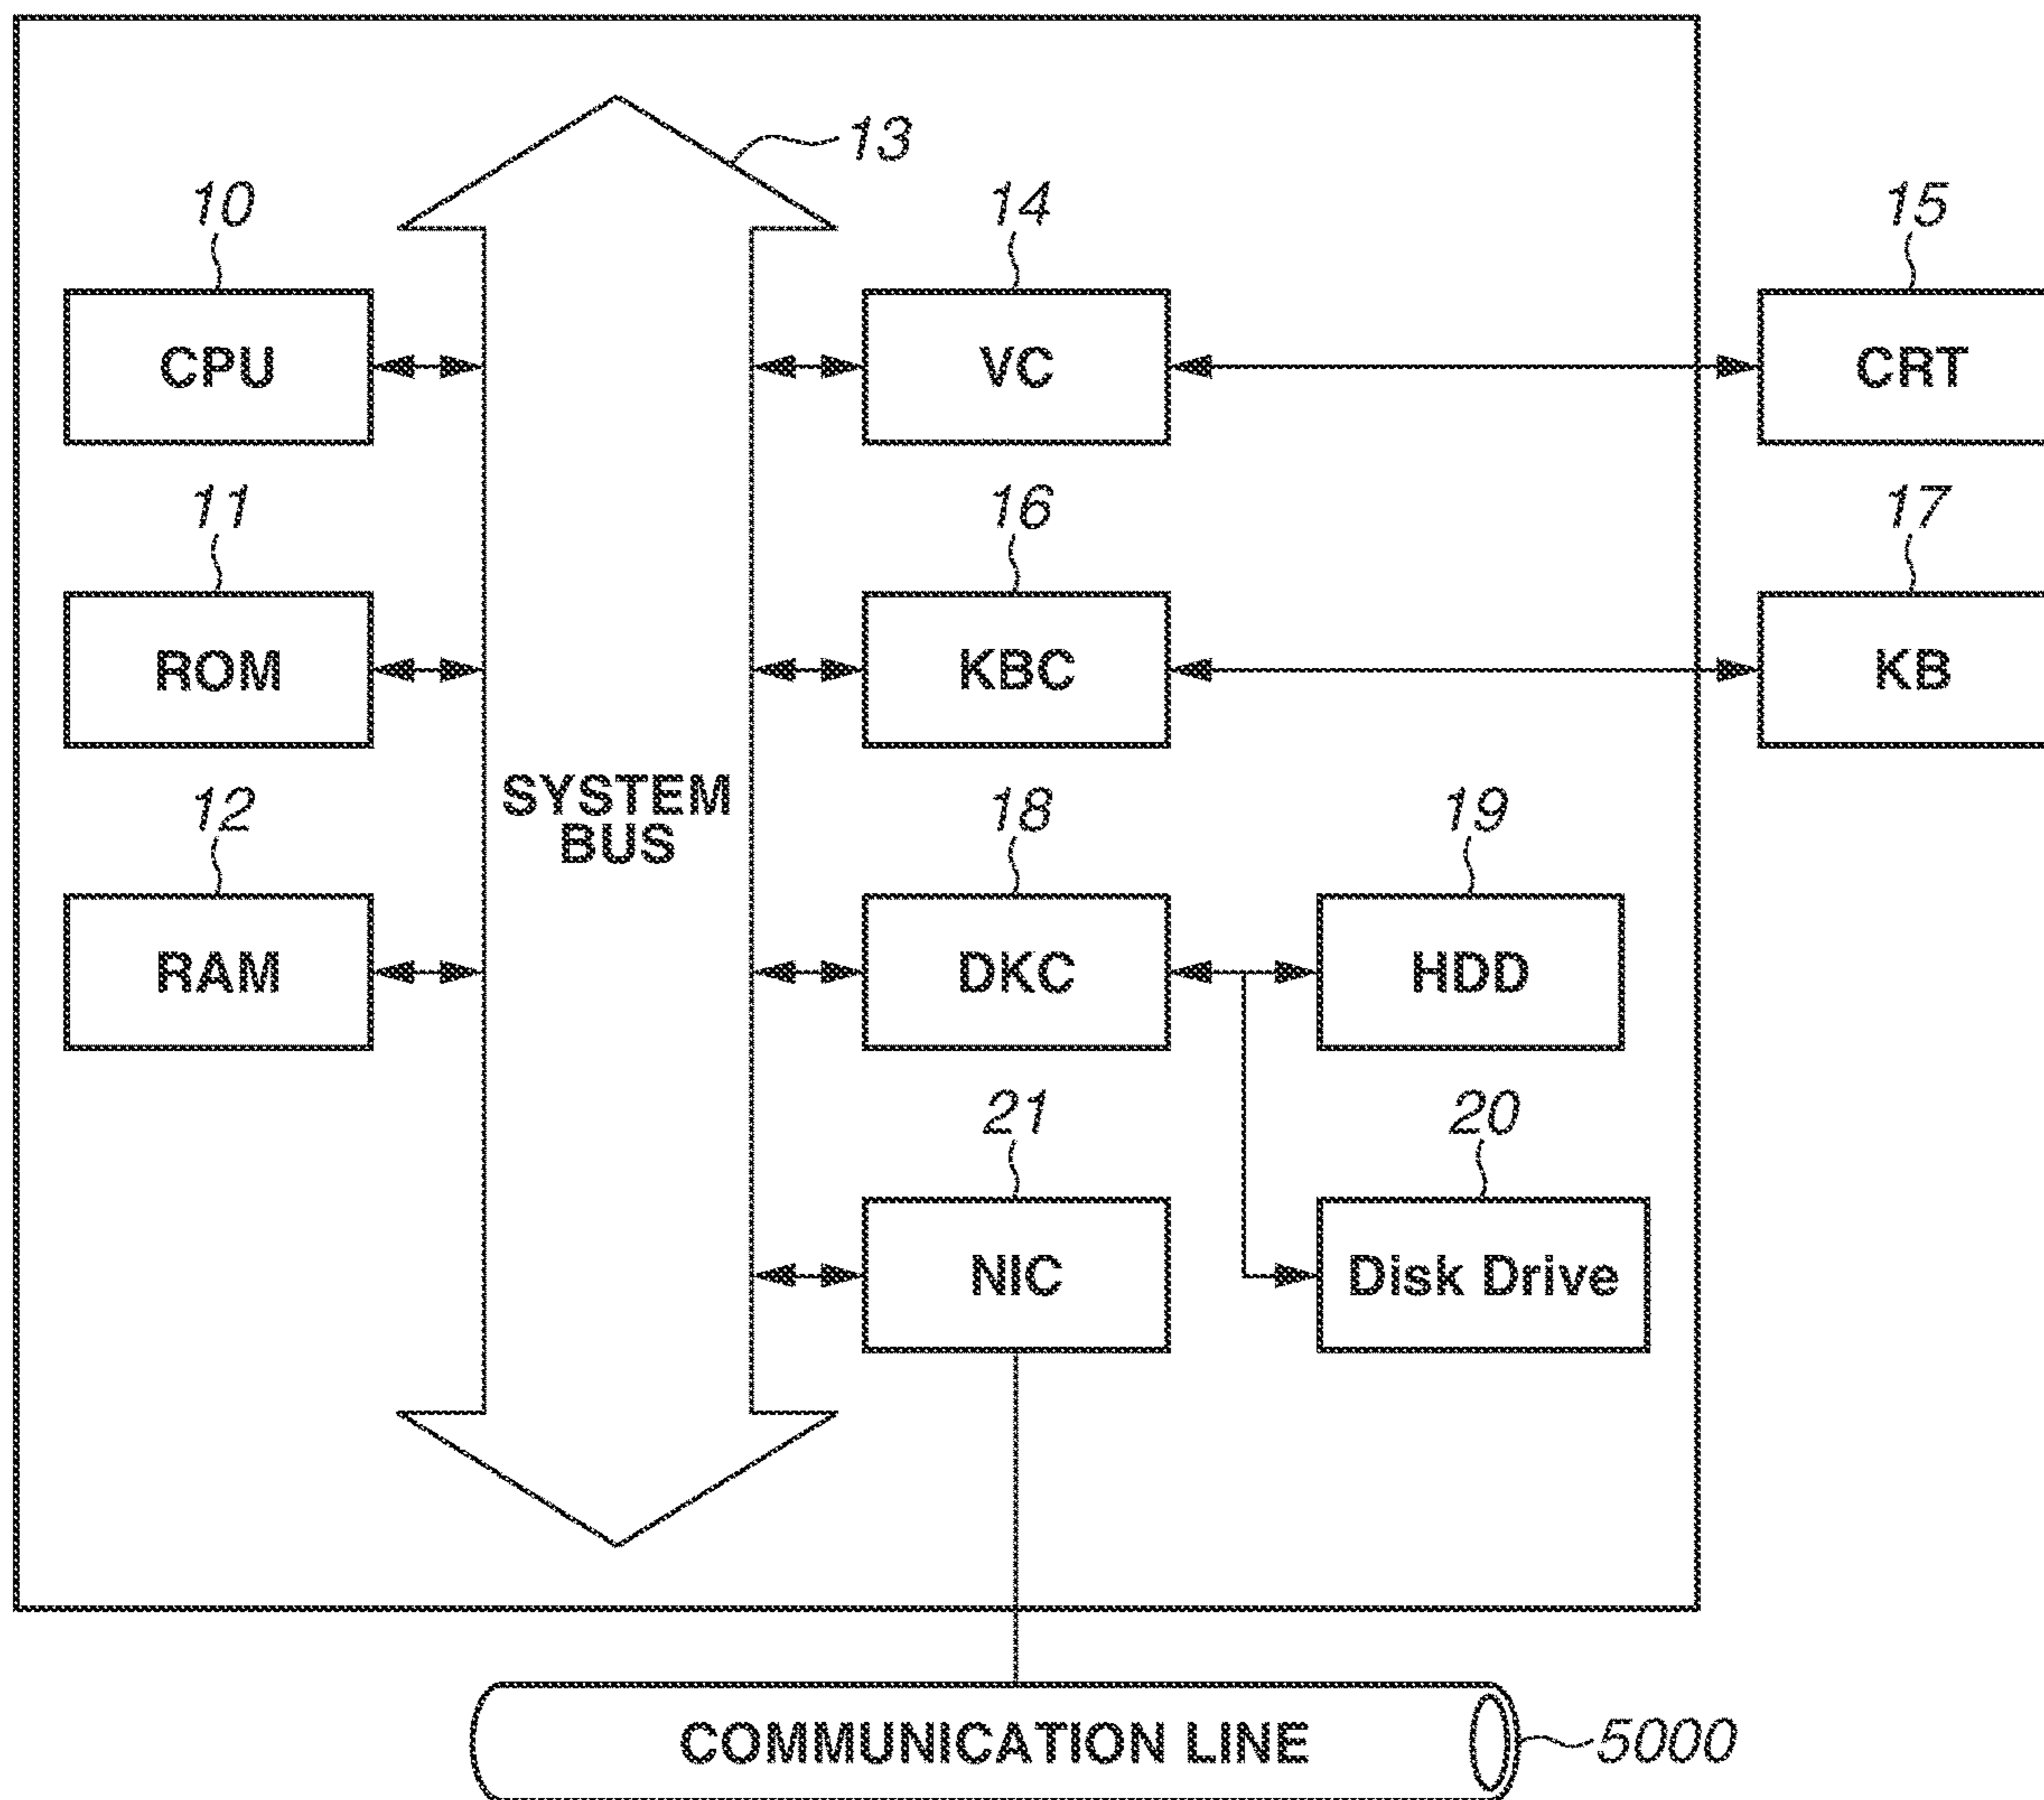 13
10
14
15
CPU
VC
CRT
11
16
17
ROM
KBC
KB
SYSTEM
BUS
12
18
19
RAM
DKC
HDD
21
20
NIC
Disk Drive
COMMUNICATION LINE
5000